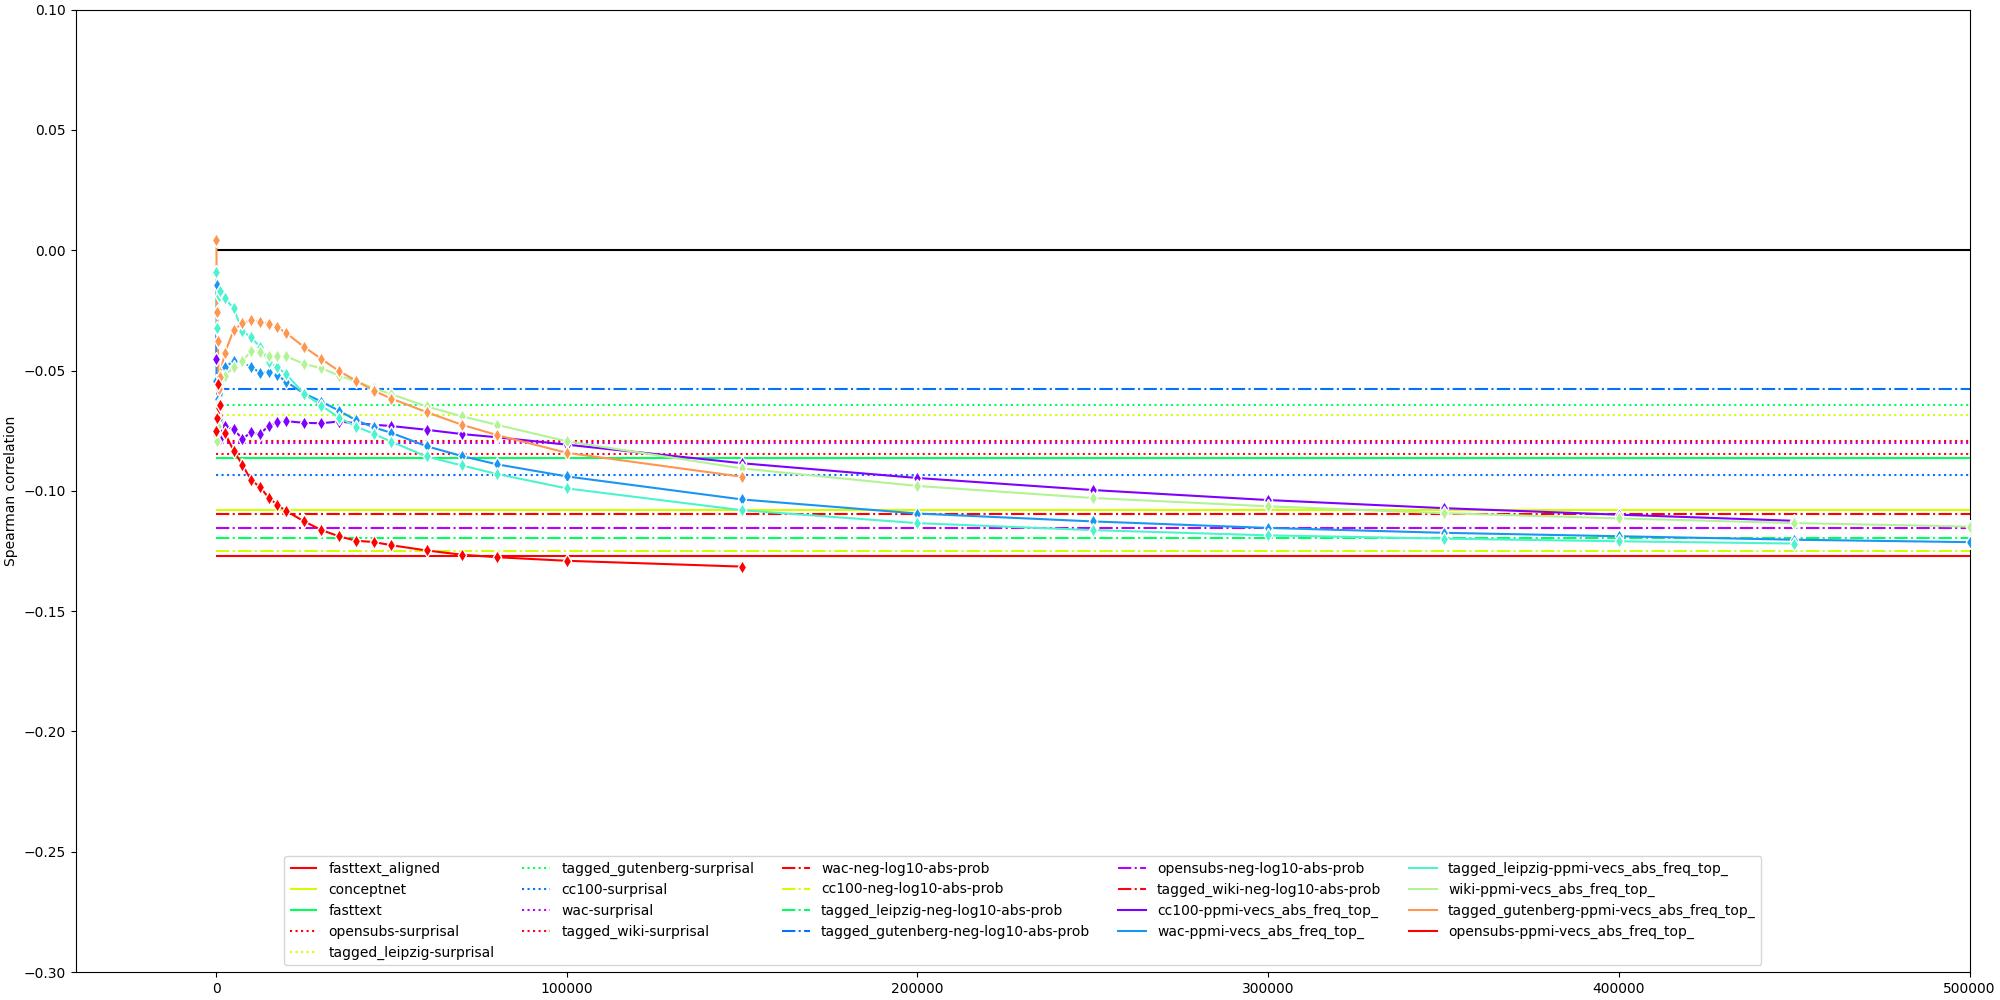 0.10
0.05
0.00
−0.05
−0.10
−0.15
−0.20
−0.25
−0.30
Spearman correlation
fasttext_aligned
conceptnet
fasttext
opensubs-surprisal
tagged_leipzig-surprisal
tagged_gutenberg-surprisal
cc100-surprisal
wac-surprisal
tagged_wiki-surprisal
wac-neg-log10-abs-prob
cc100-neg-log10-abs-prob
tagged_leipzig-neg-log10-abs-prob
tagged_gutenberg-neg-log10-abs-prob
opensubs-neg-log10-abs-prob
tagged_wiki-neg-log10-abs-prob
cc100-ppmi-vecs_abs_freq_top_
wac-ppmi-vecs_abs_freq_top_
tagged_leipzig-ppmi-vecs_abs_freq_top_
wiki-ppmi-vecs_abs_freq_top_
tagged_gutenberg-ppmi-vecs_abs_freq_top_
opensubs-ppmi-vecs_abs_freq_top_
0 100000 200000 300000 400000 500000